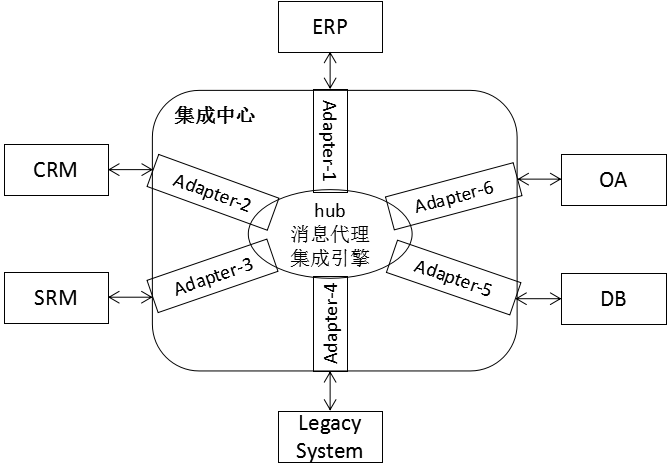 ERP
集成中心
Adapter-1
CRM
Adapter-2
Adapter-6
OA
hub
消息代理
集成引擎
SRM
Adapter-3
Adapter-4
Adapter-5
DB
Legacy
System